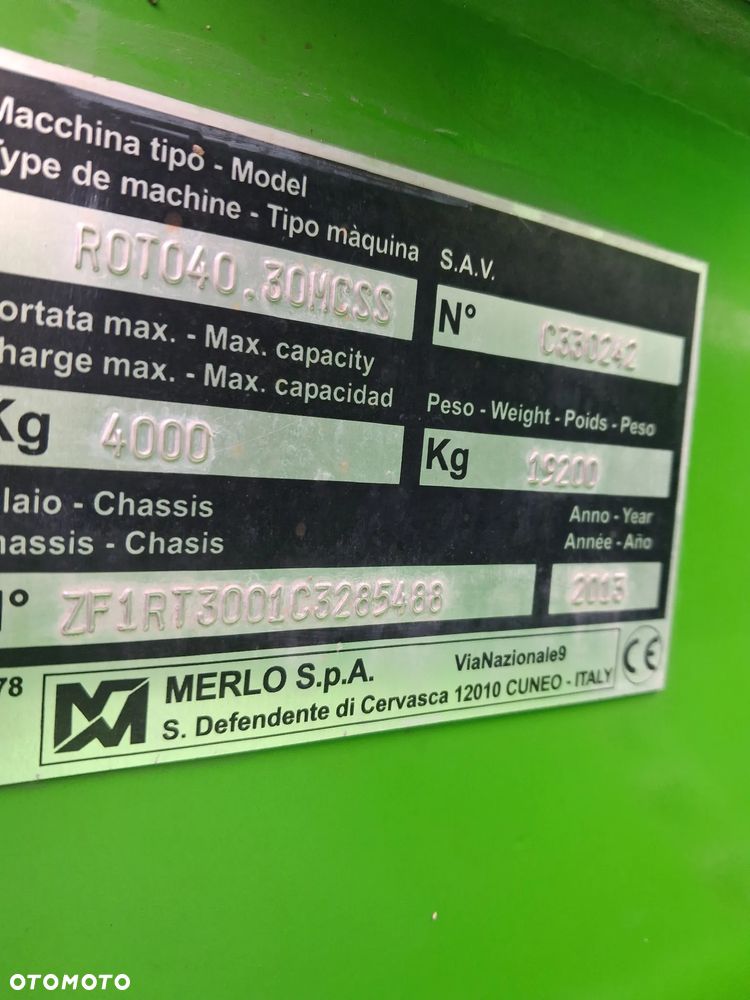 Macchina tipo - Model
Type de machine - Tipo màquina
ROTO40.30MCSS
S.A.V.
N° C330242
ortata max. - Max. capacity
harge max. - Max. capacidad
Kg 4000
Peso - Weight - Poids - Peso
Kg 19200
laio - Chassis
hassis - Chasis
N° ZF1RT3001C3285488
Anno - Year
Année - Año
2013
78
MERLO S.p.A.
ViaNazionale9
S. Defendente di Cervasca 12010 CUNEO - ITALY
CE
OTOMOTO